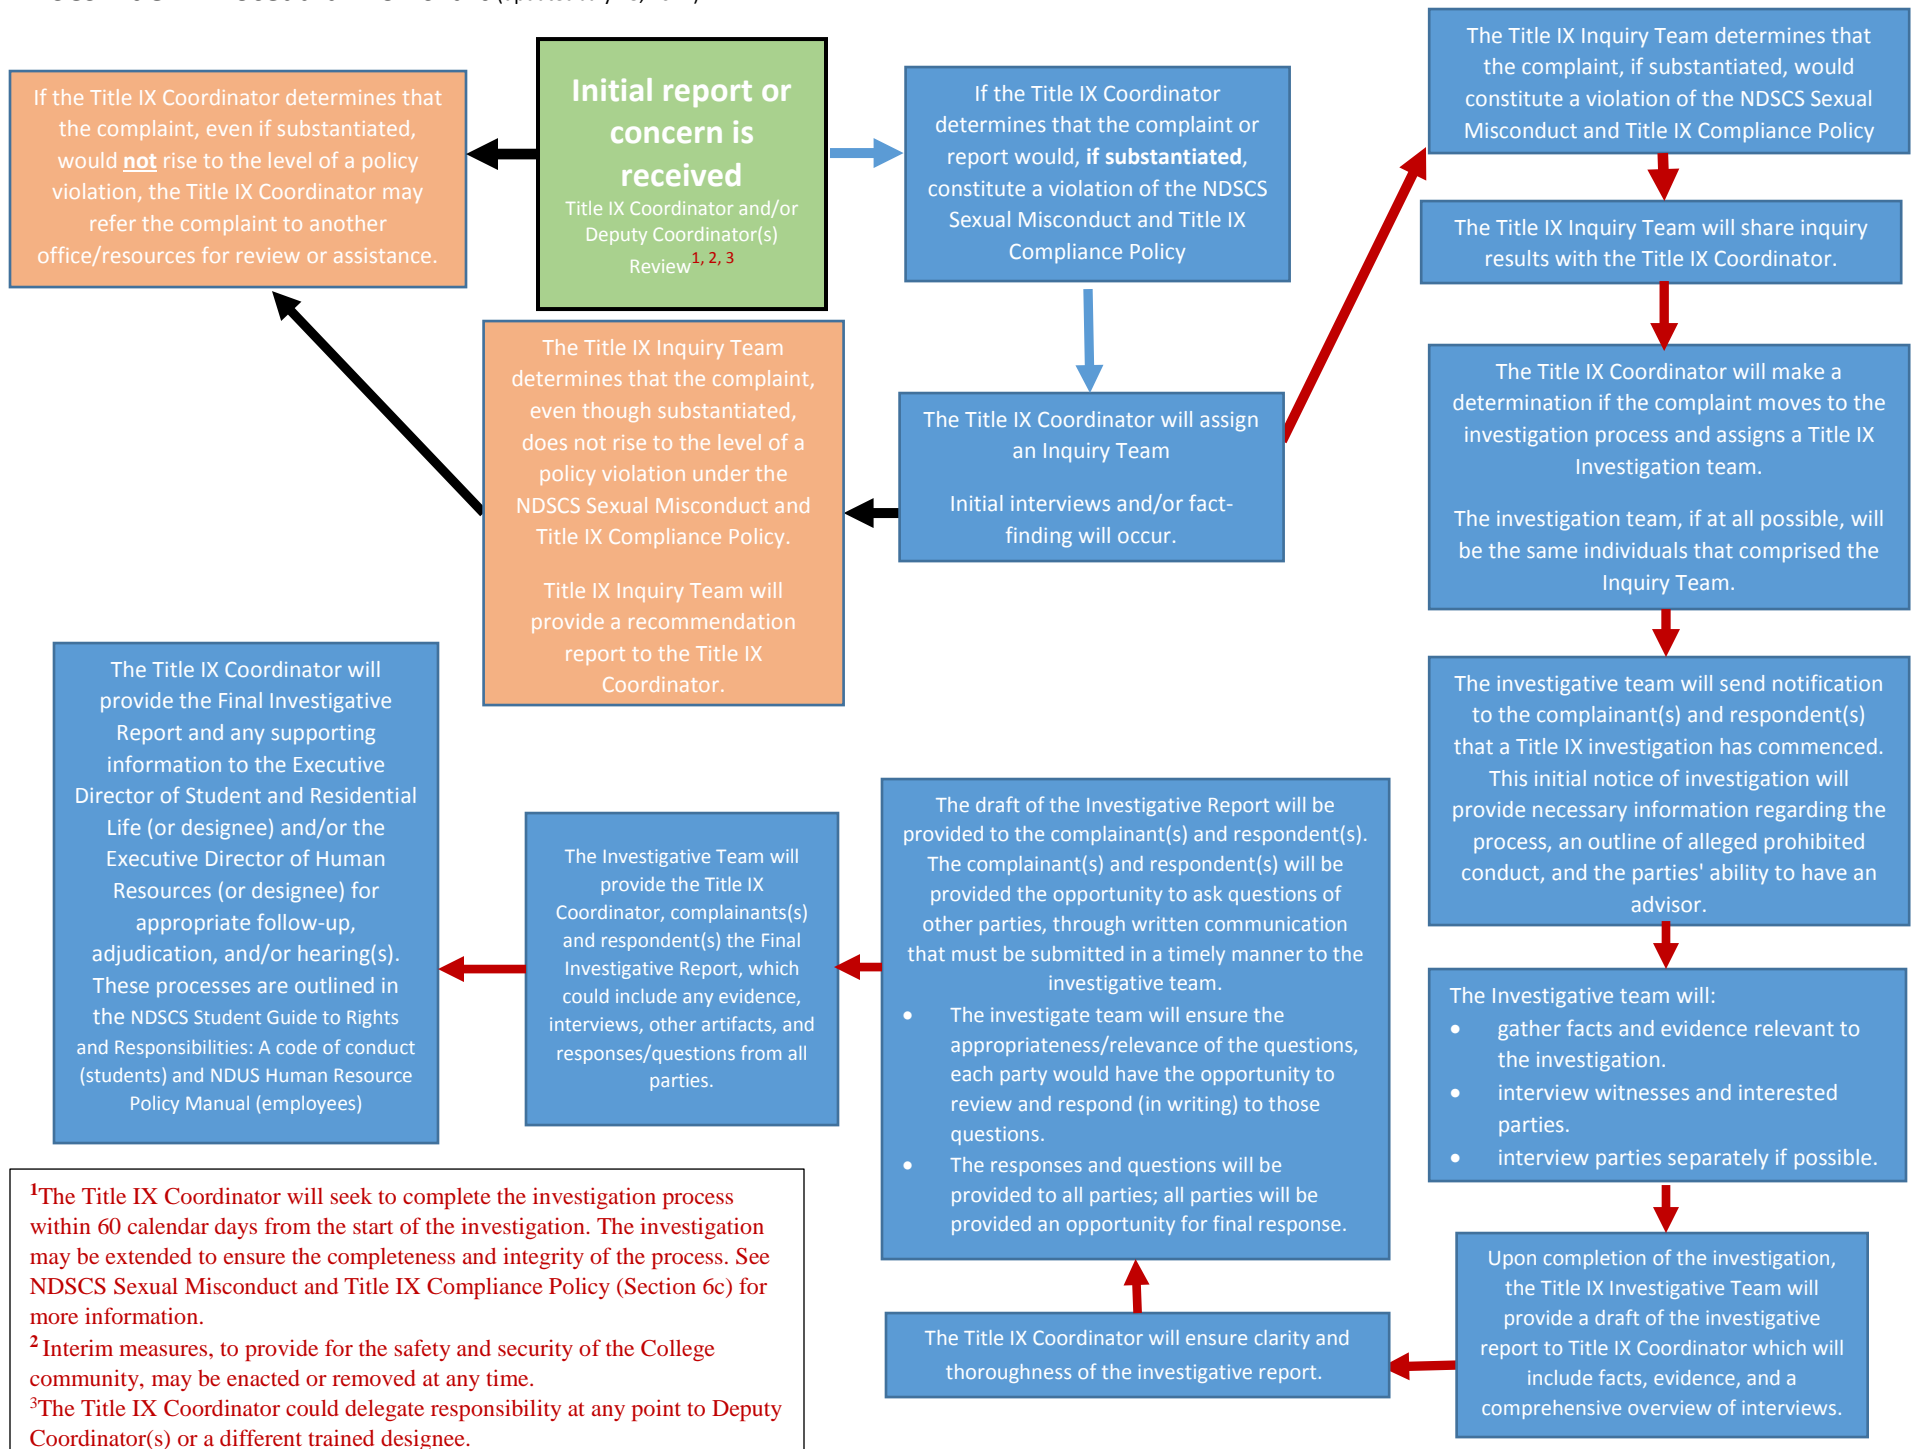 Initial report or
concern is
received
Title IX Coordinator and/or
Deputy Coordinator(s)
Review1, 2, 3
If the Title IX Coordinator determines that
the complaint, even if substantiated,
would not rise to the level of a policy
violation, the Title IX Coordinator may
refer the complaint to another
office/resources for review or assistance.
If the Title IX Coordinator
determines that the complaint or
report would, if substantiated,
constitute a violation of the NDSCS
Sexual Misconduct and Title IX
Compliance Policy
The Title IX Coordinator will assign
an Inquiry Team
Initial interviews and/or fact-
finding will occur.
The Title IX Inquiry Team
determines that the complaint,
even though substantiated,
does not rise to the level of a
policy violation under the
NDSCS Sexual Misconduct and
Title IX Compliance Policy.
Title IX Inquiry Team will
provide a recommendation
report to the Title IX
Coordinator.
The Title IX Inquiry Team determines that
the complaint, if substantiated, would
constitute a violation of the NDSCS Sexual
Misconduct and Title IX Compliance Policy
The Title IX Inquiry Team will share inquiry
results with the Title IX Coordinator.
The Title IX Coordinator will make a
determination if the complaint moves to the
investigation process and assigns a Title IX
Investigation team.
The investigation team, if at all possible, will
be the same individuals that comprised the
Inquiry Team.
The investigative team will send notification
to the complainant(s) and respondent(s)
that a Title IX investigation has commenced.
This initial notice of investigation will
provide necessary information regarding the
process, an outline of alleged prohibited
conduct, and the parties' ability to have an
advisor.
The Investigative team will:
• gather facts and evidence relevant to
the investigation.
• interview witnesses and interested
parties.
• interview parties separately if possible.
Upon completion of the investigation,
the Title IX Investigative Team will
provide a draft of the investigative
report to Title IX Coordinator which will
include facts, evidence, and a
comprehensive overview of interviews.
The Title IX Coordinator will ensure clarity and
thoroughness of the investigative report.
The draft of the Investigative Report will be
provided to the complainant(s) and respondent(s).
The complainant(s) and respondent(s) will be
provided the opportunity to ask questions of
other parties, through written communication
that must be submitted in a timely manner to the
investigative team.
• The investigate team will ensure the
appropriateness/relevance of the questions,
each party would have the opportunity to
review and respond (in writing) to those
questions.
• The responses and questions will be
provided to all parties; all parties will be
provided an opportunity for final response.
The Investigative Team will
provide the Title IX
Coordinator, complainants(s)
and respondent(s) the Final
Investigative Report, which
could include any evidence,
interviews, other artifacts, and
responses/questions from all
parties.
The Title IX Coordinator will
provide the Final Investigative
Report and any supporting
information to the Executive
Director of Student and Residential
Life (or designee) and/or the
Executive Director of Human
Resources (or designee) for
appropriate follow-up,
adjudication, and/or hearing(s).
These processes are outlined in
the NDSCS Student Guide to Rights
and Responsibilities: A code of conduct
(students) and NDUS Human Resource
Policy Manual (employees)
1The Title IX Coordinator will seek to complete the investigation process
within 60 calendar days from the start of the investigation. The investigation
may be extended to ensure the completeness and integrity of the process. See
NDSCS Sexual Misconduct and Title IX Compliance Policy (Section 6c) for
more information.
2 Interim measures, to provide for the safety and security of the College
community, may be enacted or removed at any time.
3The Title IX Coordinator could delegate responsibility at any point to Deputy
Coordinator(s) or a different trained designee.